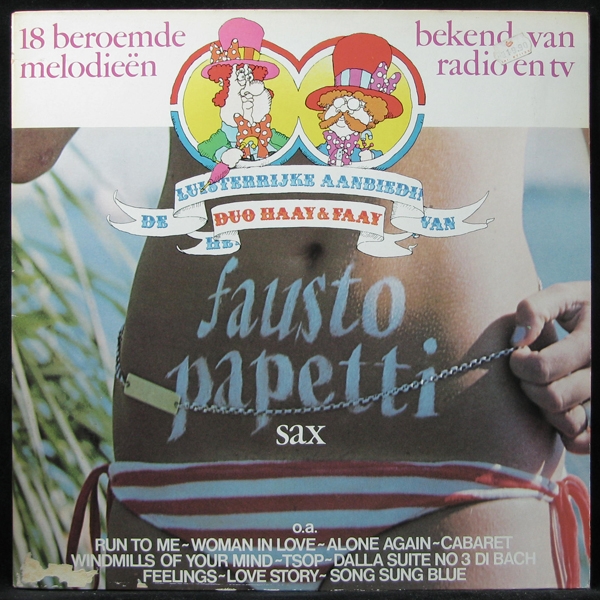 18 beroemde
melodieën
bekend van
radio en tv
LUISTERRIJKE
DE DUO HAAY & FAAY VAN
fausto
papetti
sax
o.a.
RUN TO ME~WOMAN IN LOVE~ALONE AGAIN~CABARET
WINDMILLS OF YOUR MIND~TSOP~DALLA SUITE NO 3 DI BACH
FEELINGS~LOVE STORY~SONG SUNG BLUE